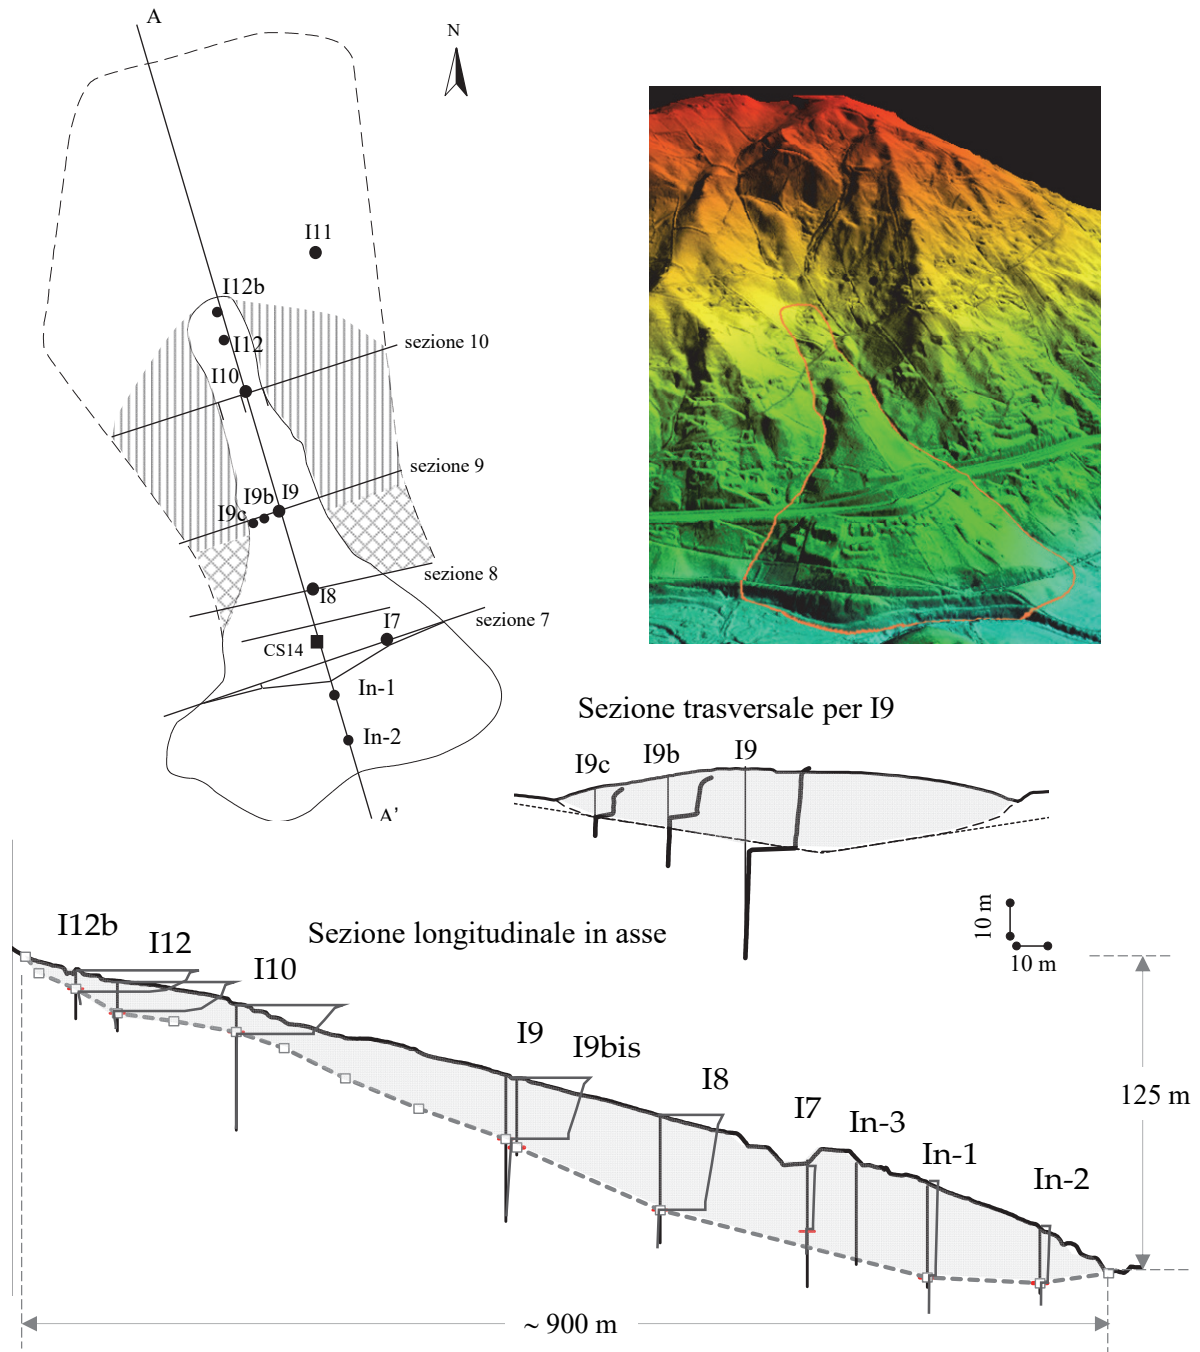 A
N
I11
I12b
I12
sezione 10
I10
sezione 9
I9b
I9
I9c
sezione 8
I8
sezione 7
I7
CS14
In-1
In-2
A’
Sezione trasversale per I9
I9
I9b
I9c
10 m
10 m
Sezione longitudinale in asse
I12b
I12
I10
I9
I9bis
I8
I7
In-3
In-1
In-2
125 m
~ 900 m